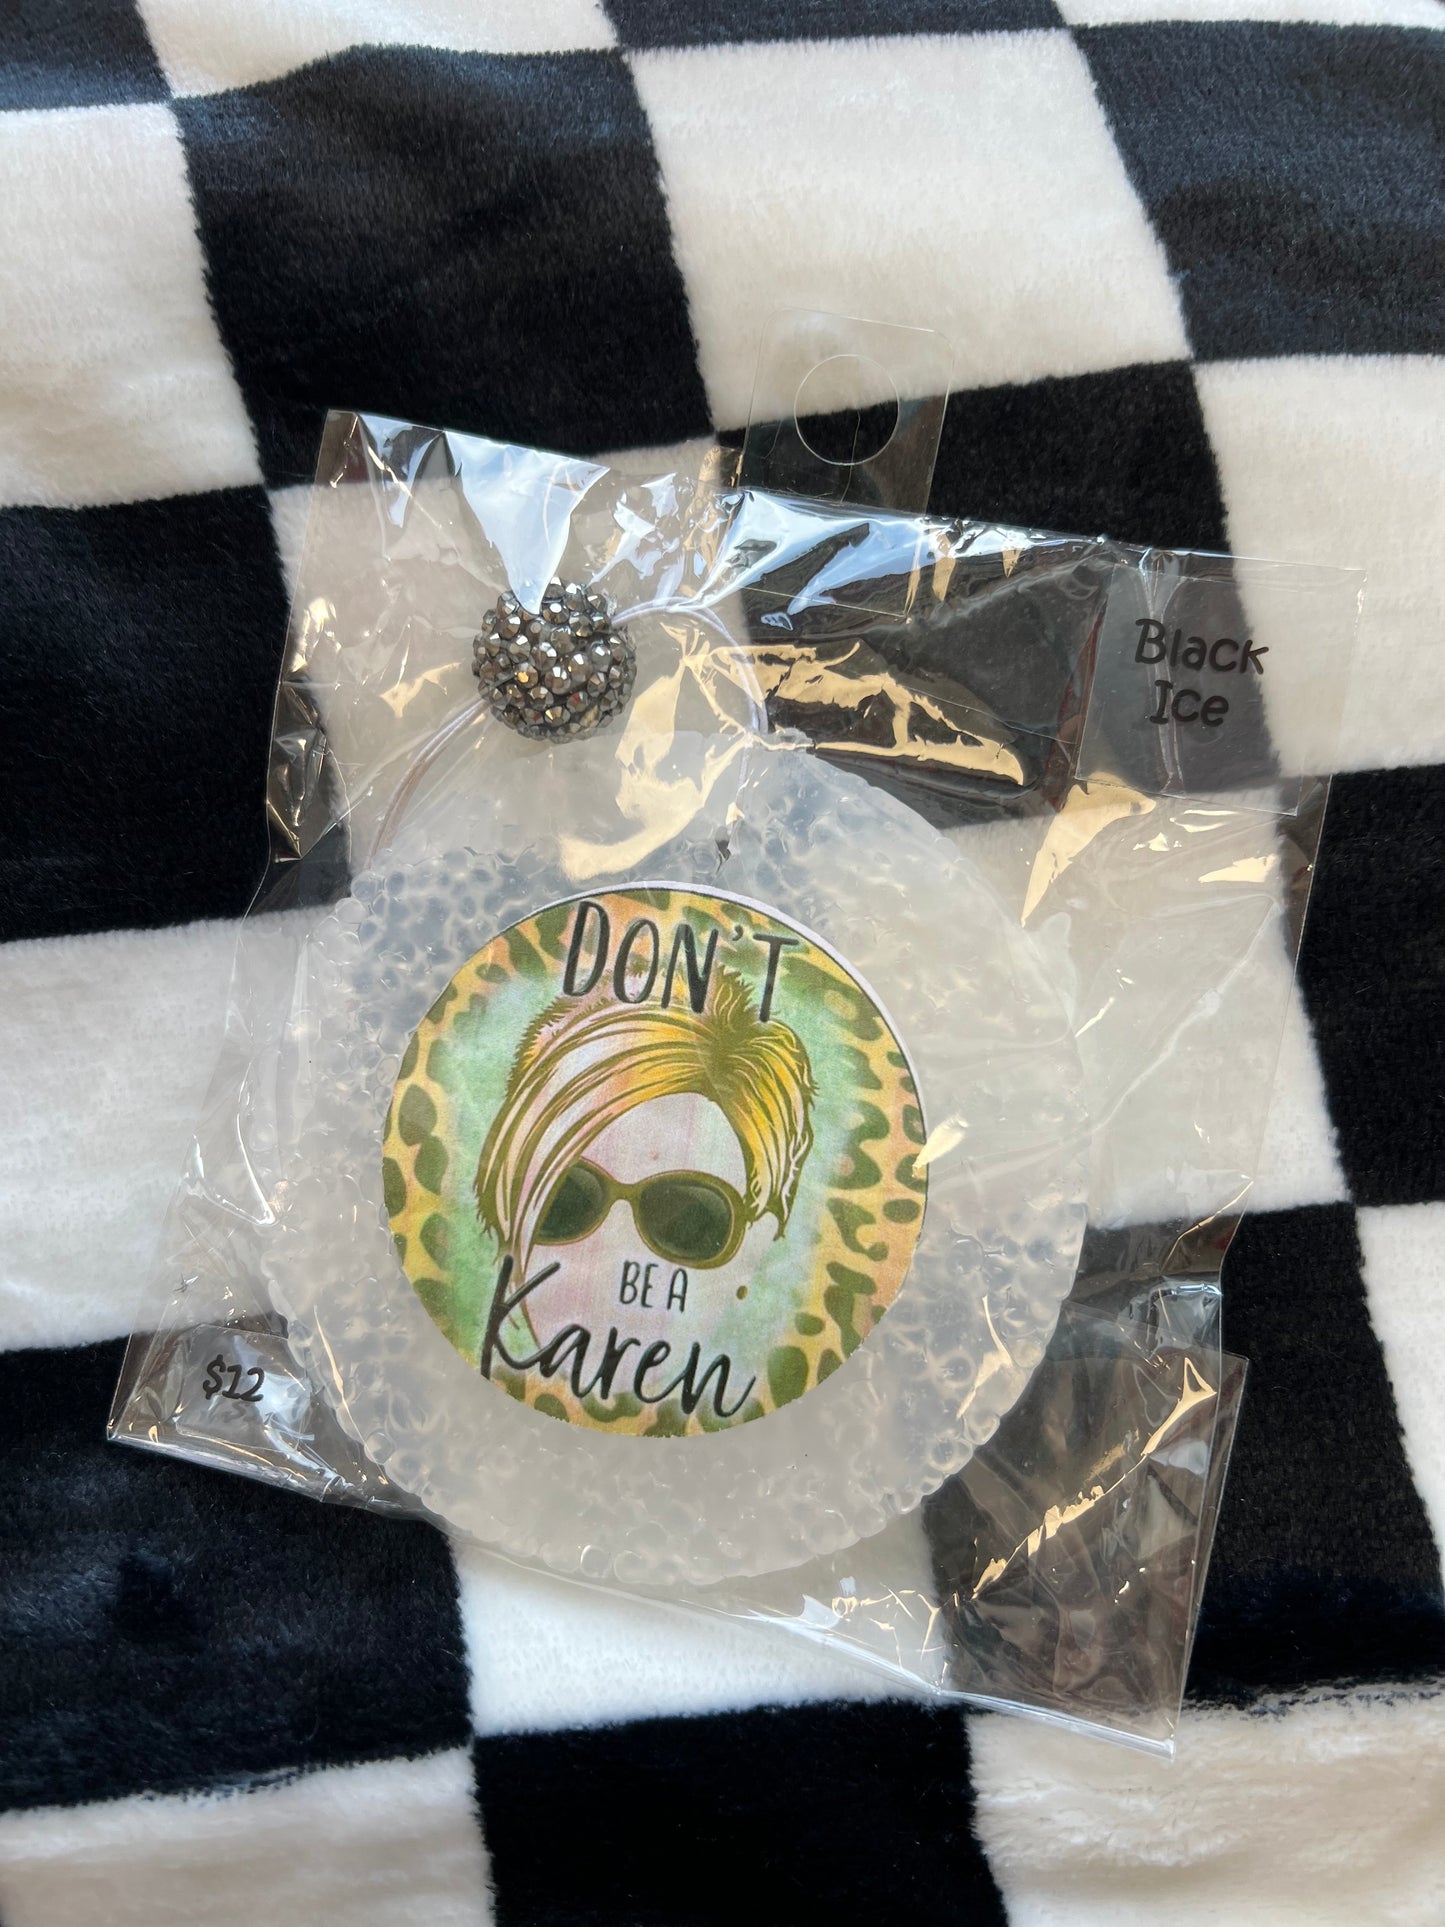 Black
Ice
DON'T
BE A
Karen
$12